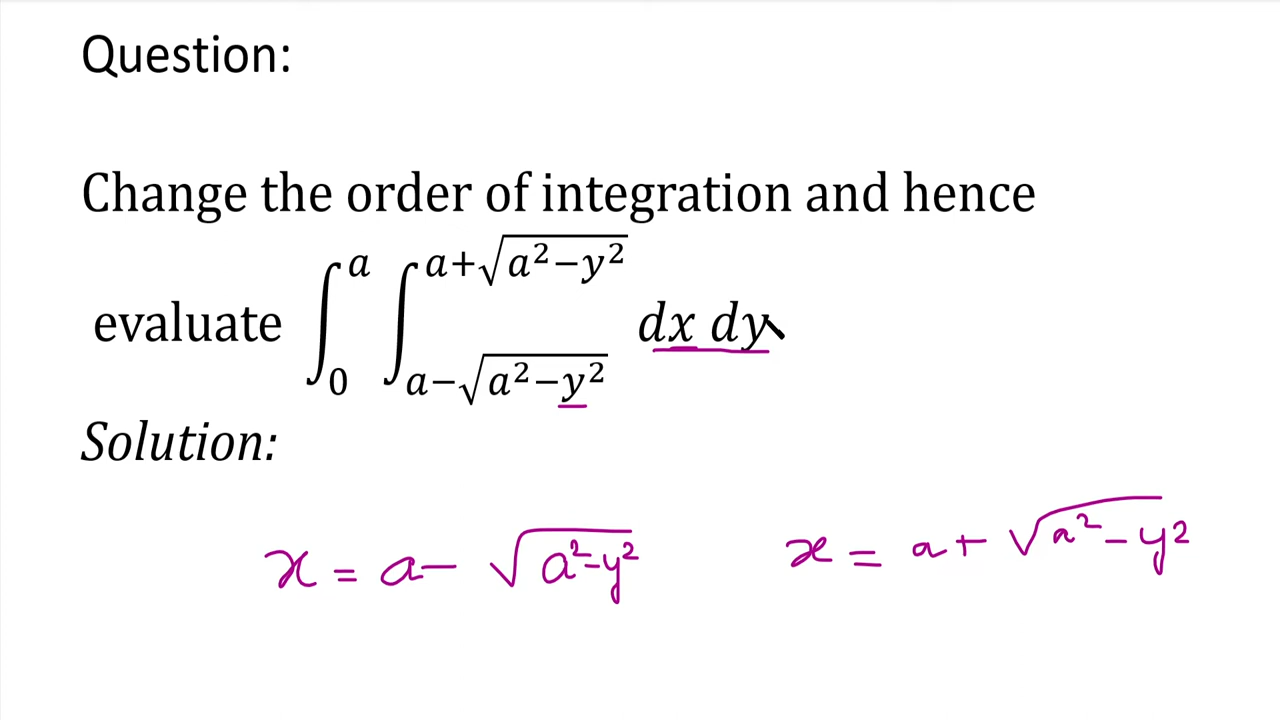 Question:
Change the order of integration and hence
evaluate ∫₀ᵃ ∫_{a−√(a²−y²)}^{a+√(a²−y²)} dx dy
Solution:
x = a − √(a²−y²) x = a + √(a²−y²)